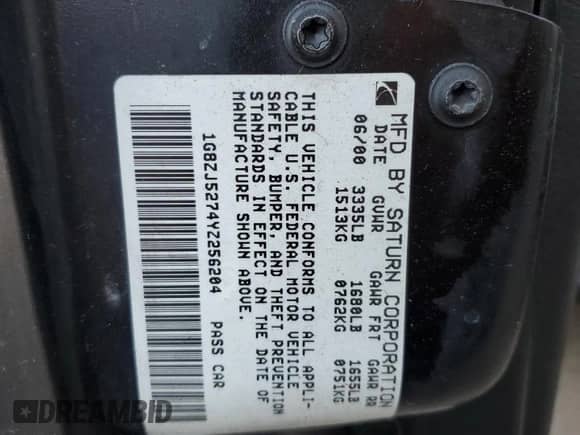 MFD BY SATURN CORPORATION
DATE GVWR GAWR FRT GAWR RR
06/00 3335LB 1680LB 1655LB
1513KG 0762KG 0751KG
THIS VEHICLE CONFORMS TO ALL APPLI-
CABLE U.S. FEDERAL MOTOR VEHICLE
SAFETY, BUMPER, AND THEFT PREVENTION
STANDARDS IN EFFECT ON THE DATE OF
MANUFACTURE SHOWN ABOVE.
1G8ZJ5274YZ256204 PASS CAR
DREAMBID